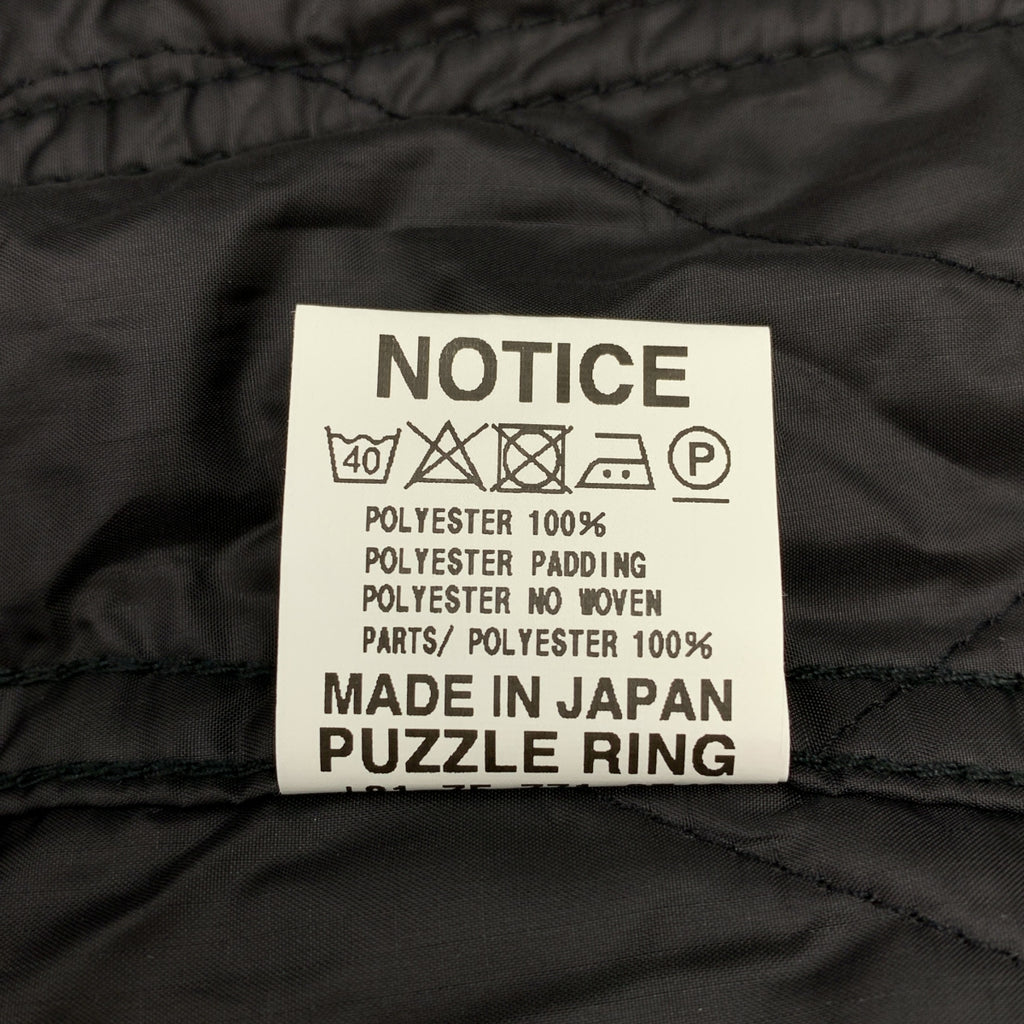 NOTICE
40 P
POLYESTER 100%
POLYESTER PADDING
POLYESTER NO WOVEN
PARTS/ POLYESTER 100%
MADE IN JAPAN
PUZZLE RING